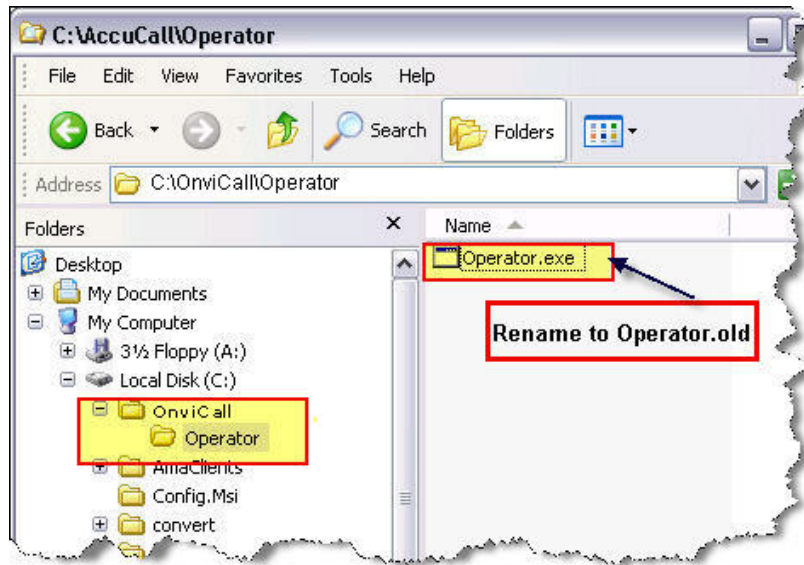 C:\AccuCall\Operator
File Edit View Favorites Tools Help
Back Search Folders
Address C:\OnviCall\Operator
Folders X Name
Desktop
My Documents
My Computer
3½ Floppy (A:)
Local Disk (C:)
OnviCall
Operator
AmaClients
Config.Msi
convert
Operator.exe
Rename to Operator.old